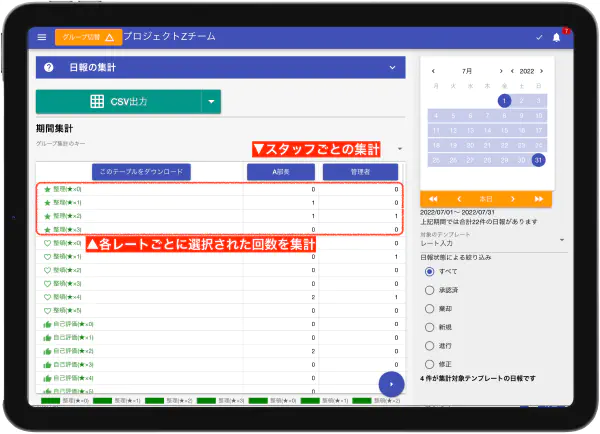 グループ切替 プロジェクトZチーム 7
日報の集計
CSV出力
期間集計
グループ集計のキー
▼スタッフごとの集計
このテーブルをダウンロード A部長 管理者
整理(★×0) 0 0
整理(★×1) 1 0
整理(★×2) 1 1
整理(★×3) 0 0
▲各レートごとに選択された回数を集計
整頓(★×0) 0
整頓(★×1) 1
整頓(★×2) 0 0
整頓(★×3) 0 0
整頓(★×4) 2 1
整頓(★×5) 0 0
自己評価(★×0) 0 0
自己評価(★×1) 0 0
自己評価(★×2) 2 0
自己評価(★×3) 0 0
自己評価(★×4) 0
自己評価(★×5) 0 0
整理(★×0) 整理(★×1) 整理(★×2) 整理(★×3) 整頓(★×0) 整頓(★×1) 整頓(★×2)
7月 2022
月 火 水 木 金 土 日
1 2 3
4 5 6 7 8 9 10
11 12 13 14 15 16 17
18 19 20 21 22 23 24
25 26 27 28 29 30 31
本日
2022/07/01〜 2022/07/31
上記期間では合計22件の日報があります
対象のテンプレート
レート入力
日報状態による絞り込み
すべて
承認済
棄却
新規
進行
修正
4 件が集計対象テンプレートの日報です